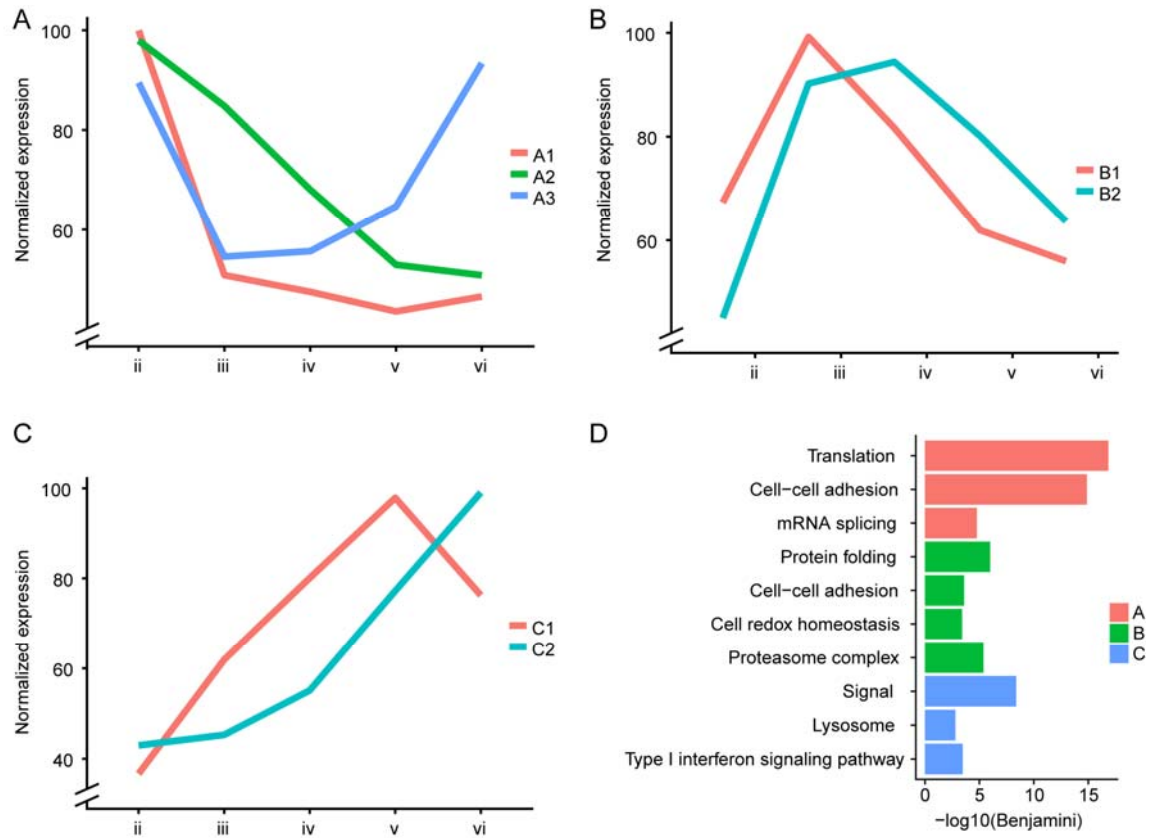 A
Normalized expression
100
80
60
ii iii iv v vi
A1
A2
A3
B
Normalized expression
100
80
60
ii iii iv v vi
B1
B2
C
Normalized expression
100
80
60
40
ii iii iv v vi
C1
C2
D
Translation
Cell−cell adhesion
mRNA splicing
Protein folding
Cell−cell adhesion
Cell redox homeostasis
Proteasome complex
Signal
Lysosome
Type I interferon signaling pathway
0 5 10 15
−log10(Benjamini)
A
B
C